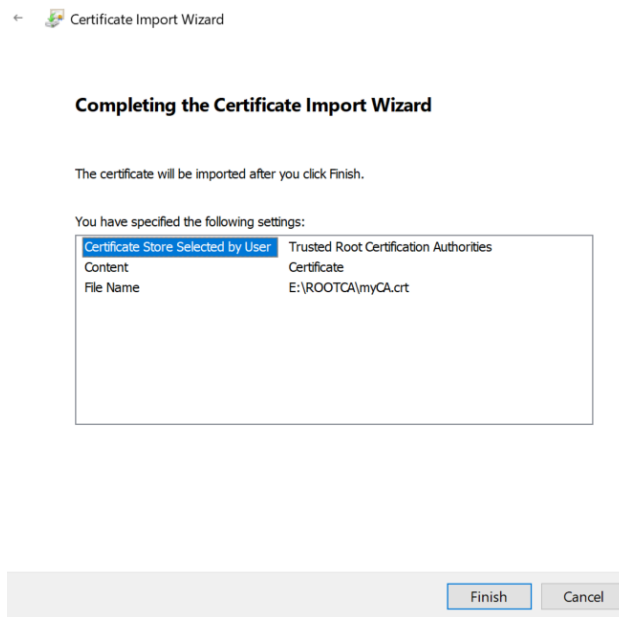 Certificate Import Wizard
Completing the Certificate Import Wizard
The certificate will be imported after you click Finish.
You have specified the following settings:
Certificate Store Selected by User Trusted Root Certification Authorities
Content Certificate
File Name E:\ROOTCA\myCA.crt
Finish Cancel